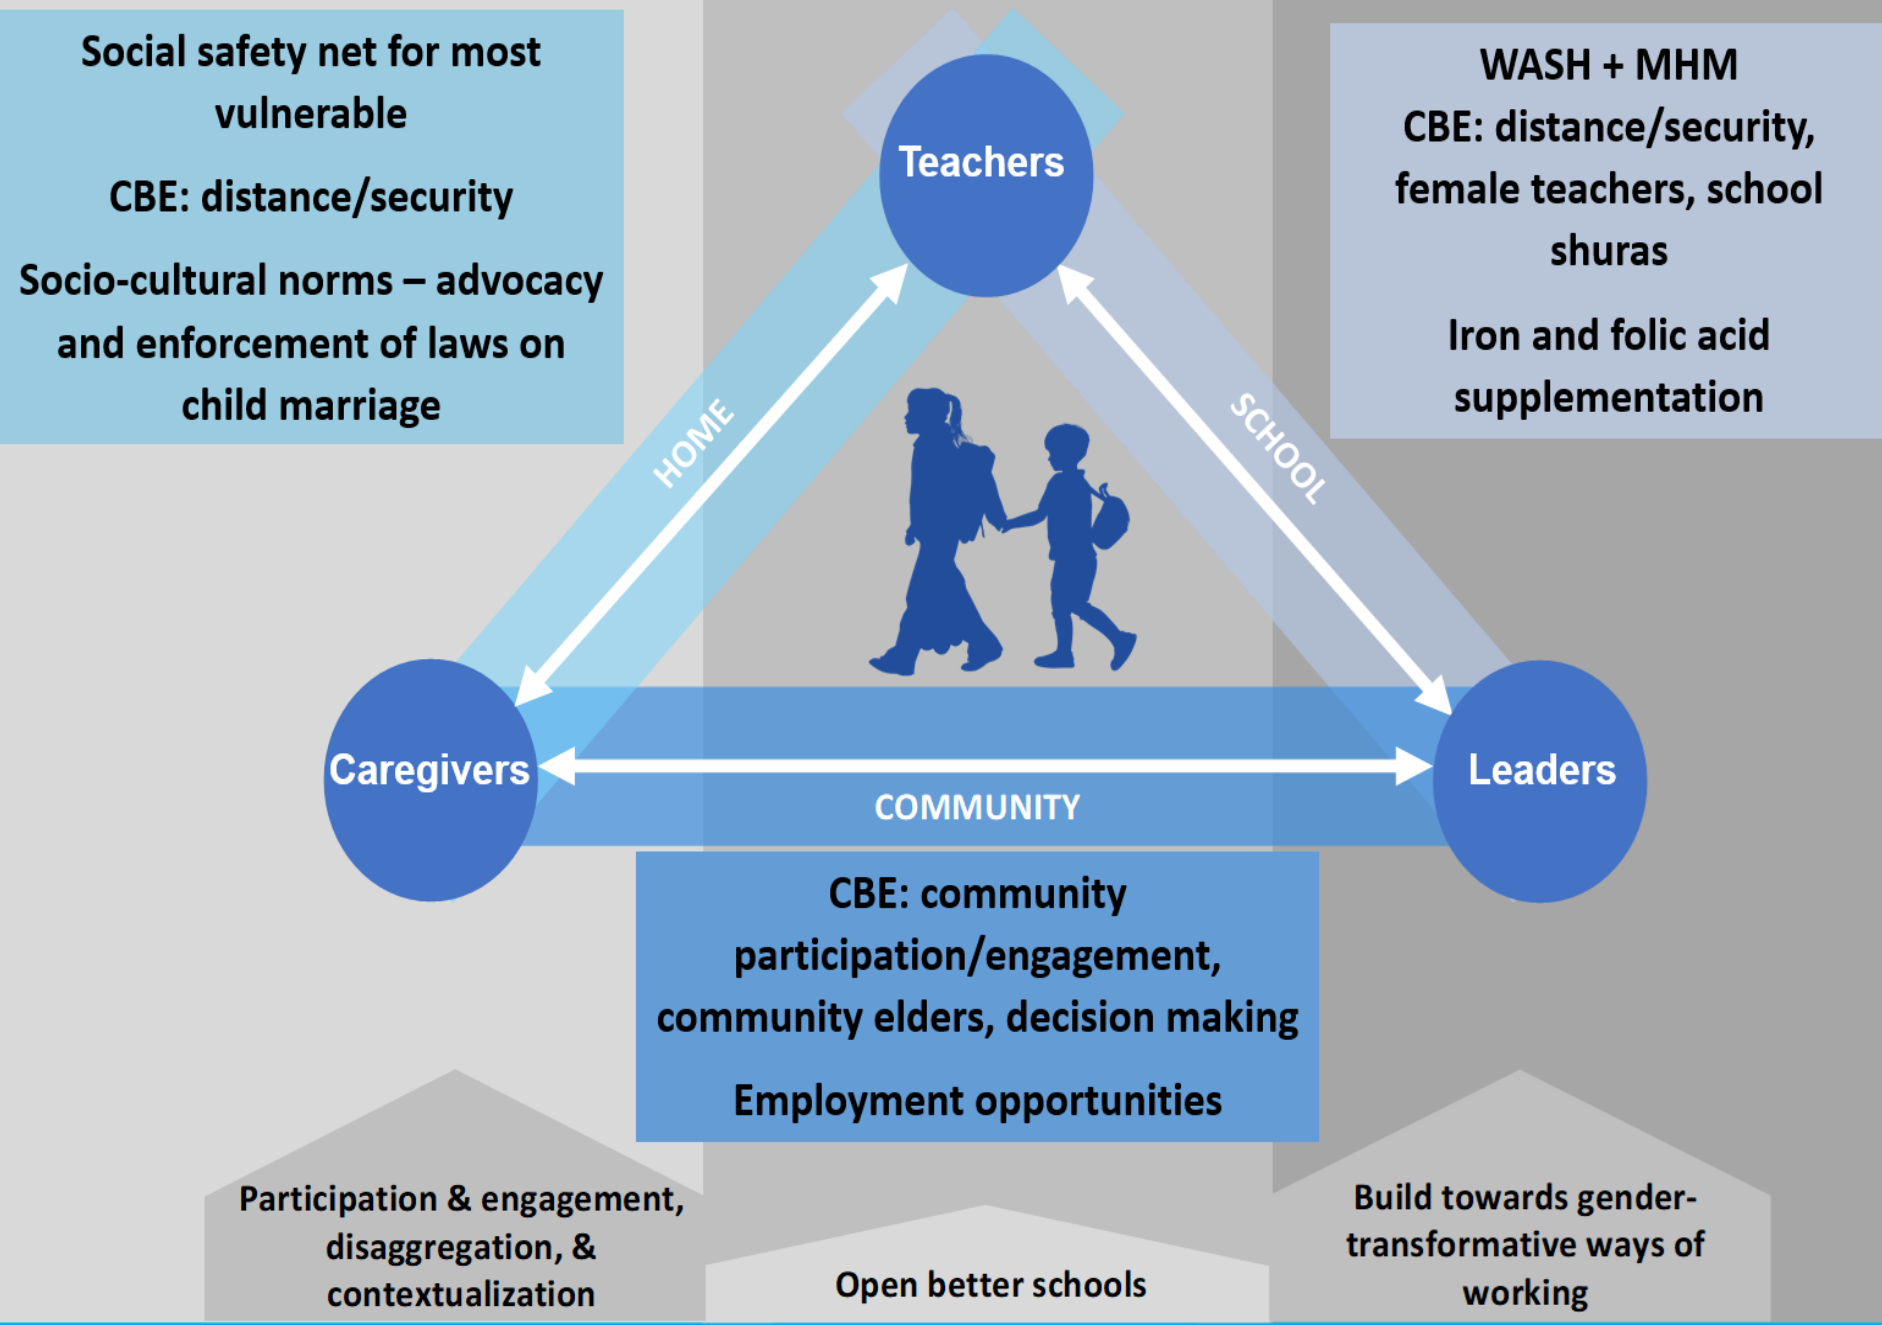 Social safety net for most
vulnerable
CBE: distance/security
Socio-cultural norms – advocacy
and enforcement of laws on
child marriage
Teachers
WASH + MHM
CBE: distance/security,
female teachers, school
shuras
Iron and folic acid
supplementation
HOME
SCHOOL
Caregivers
Leaders
COMMUNITY
CBE: community
participation/engagement,
community elders, decision making
Employment opportunities
Participation & engagement,
disaggregation, &
contextualization
Open better schools
Build towards gender-
transformative ways of
working